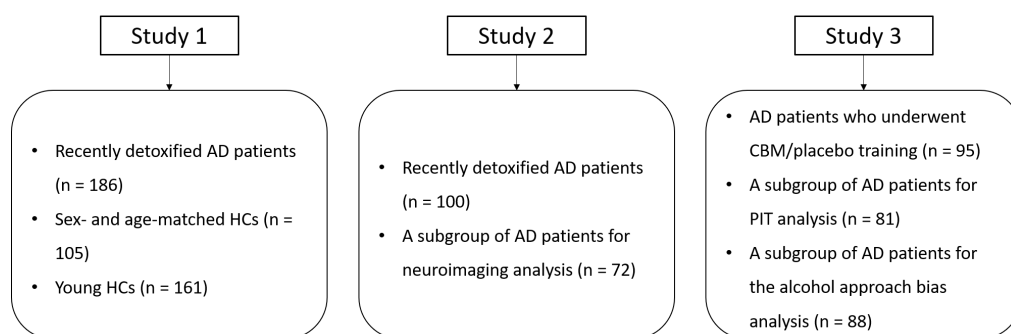 Study 1
Recently detoxified AD patients
(n = 186)
Sex- and age-matched HCs (n =
105)
Young HCs (n = 161)
Study 2
Recently detoxified AD patients
(n = 100)
A subgroup of AD patients for
neuroimaging analysis (n = 72)
Study 3
AD patients who underwent
CBM/placebo training (n = 95)
A subgroup of AD patients for
PIT analysis (n = 81)
A subgroup of AD patients for
the alcohol approach bias
analysis (n = 88)